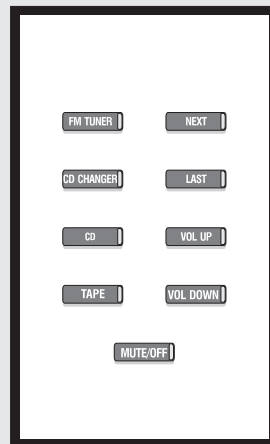 FM TUNER NEXT
CD CHANGER LAST
CD VOL UP
TAPE VOL DOWN
MUTE/OFF